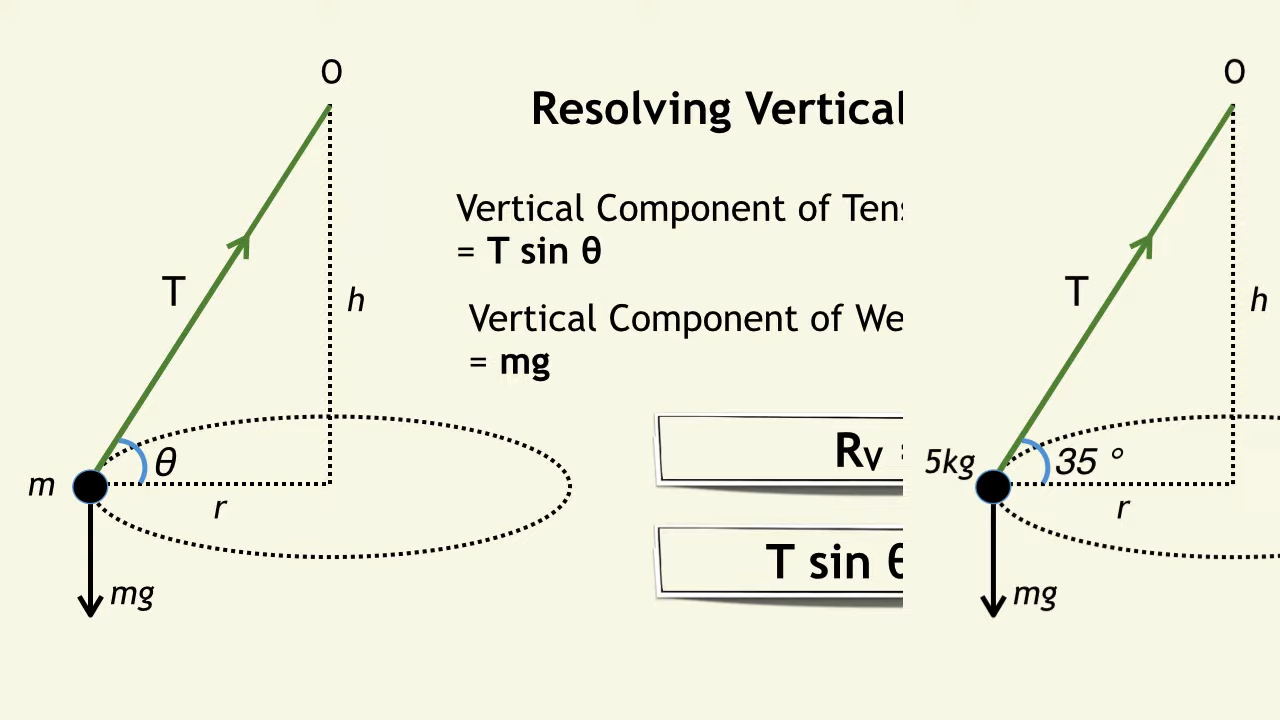 O
Resolving Vertical
Vertical Component of Tens
= T sin θ
T
h
Vertical Component of We
= mg
Rv =
θ
m
r
T sin θ
mg
O
T
h
5kg
35 °
r
mg